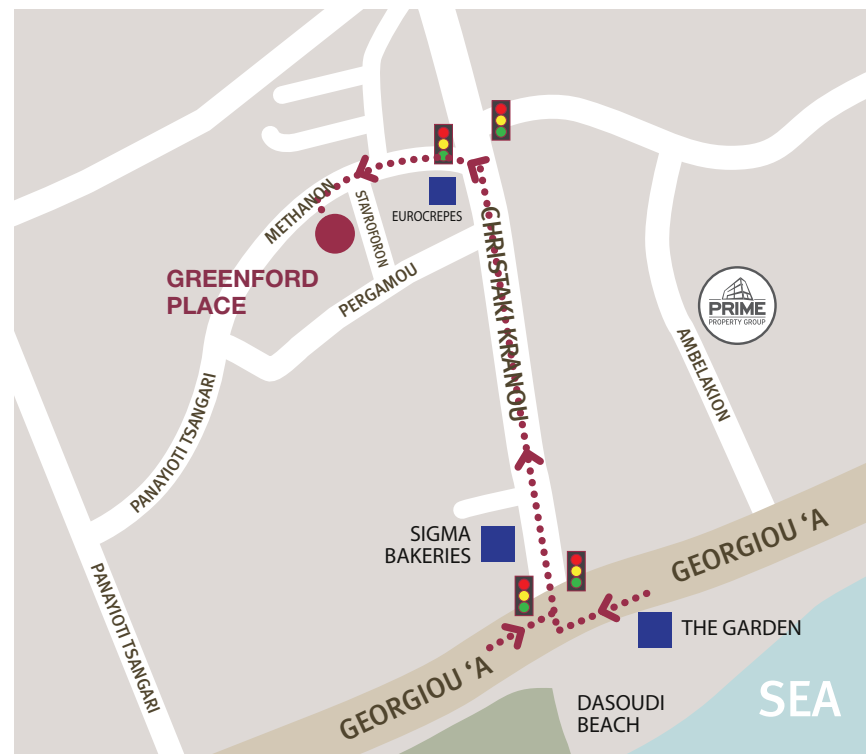 METHANON
STAVROFORON
EUROCREPES
GREENFORD
PLACE
PERGAMOU
CHRISTAKI KRANOU
PRIME
PROPERTY GROUP
AMBELAKION
PANAYIOTI TSANGARI
SIGMA
BAKERIES
GEORGIOU ‘A
PANAYIOTI TSANGARI
THE GARDEN
GEORGIOU ‘A
DASOUDI
BEACH
SEA